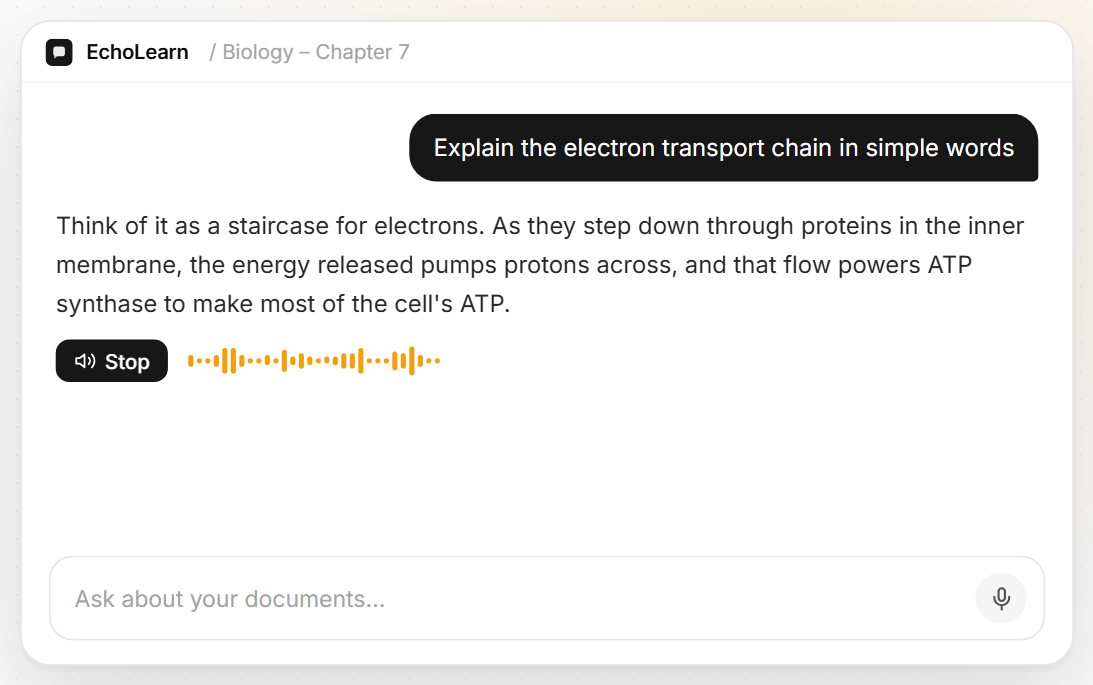 EchoLearn / Biology – Chapter 7
Explain the electron transport chain in simple words
Think of it as a staircase for electrons. As they step down through proteins in the inner
membrane, the energy released pumps protons across, and that flow powers ATP
synthase to make most of the cell's ATP.
Stop
Ask about your documents...